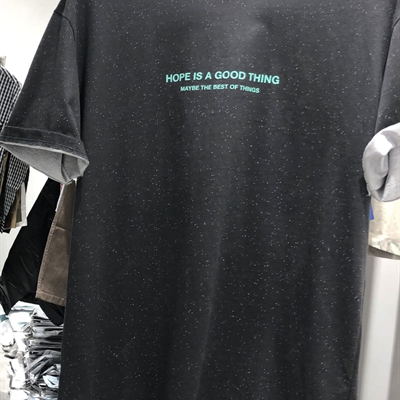 HOPE IS A GOOD THING
MAYBE THE BEST OF THINGS